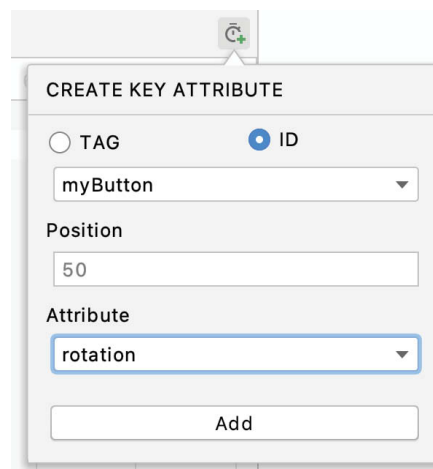 CREATE KEY ATTRIBUTE
TAG ID
myButton
Position
50
Attribute
rotation
Add